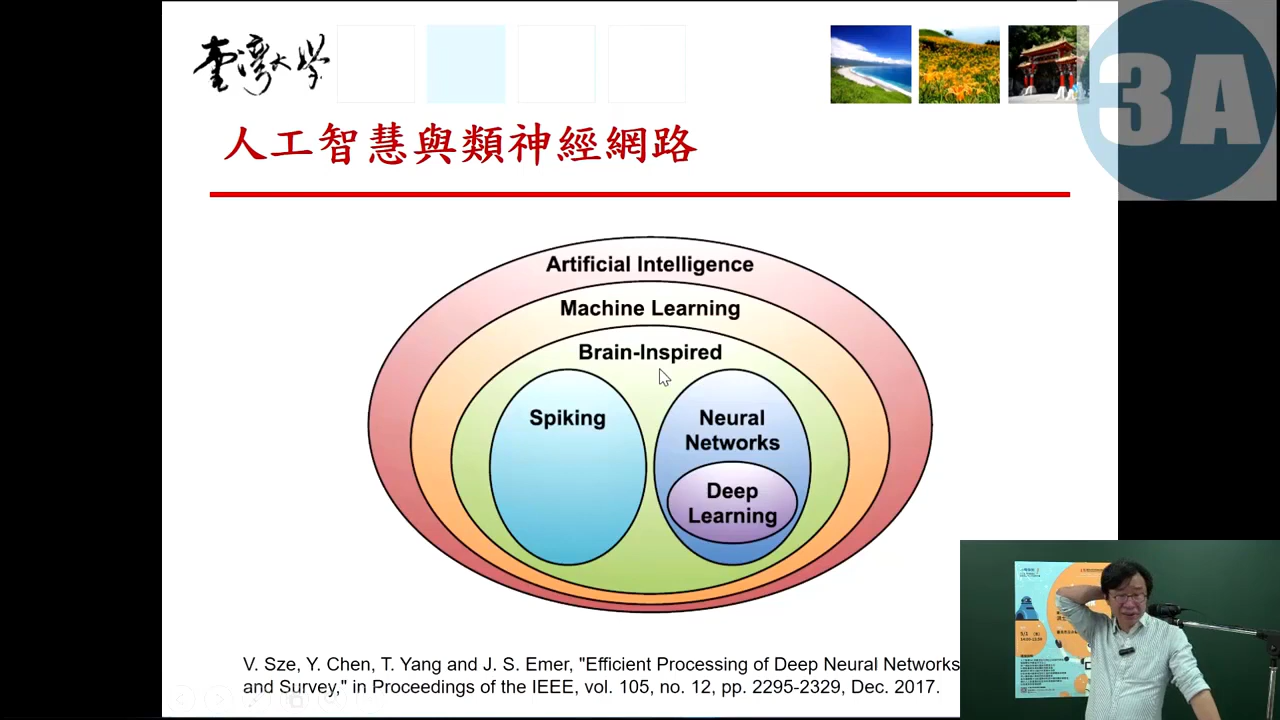 臺灣大學
3A
人工智慧與類神經網路
Artificial Intelligence
Machine Learning
Brain-Inspired
Spiking
Neural
Networks
Deep
Learning
V. Sze, Y. Chen, T. Yang and J. S. Emer, "Efficient Processing of Deep Neural Networks
and Survey," in Proceedings of the IEEE, vol. 105, no. 12, pp. 2295-2329, Dec. 2017.
5/1